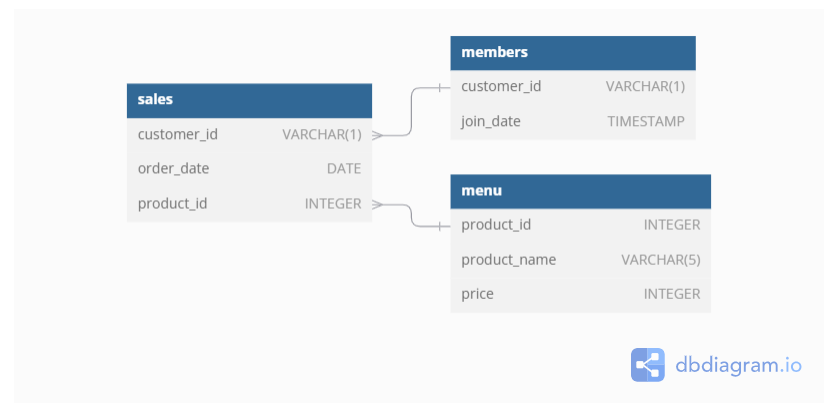 sales
customer_id VARCHAR(1)
order_date DATE
product_id INTEGER
members
customer_id VARCHAR(1)
join_date TIMESTAMP
menu
product_id INTEGER
product_name VARCHAR(5)
price INTEGER
dbdiagram.io